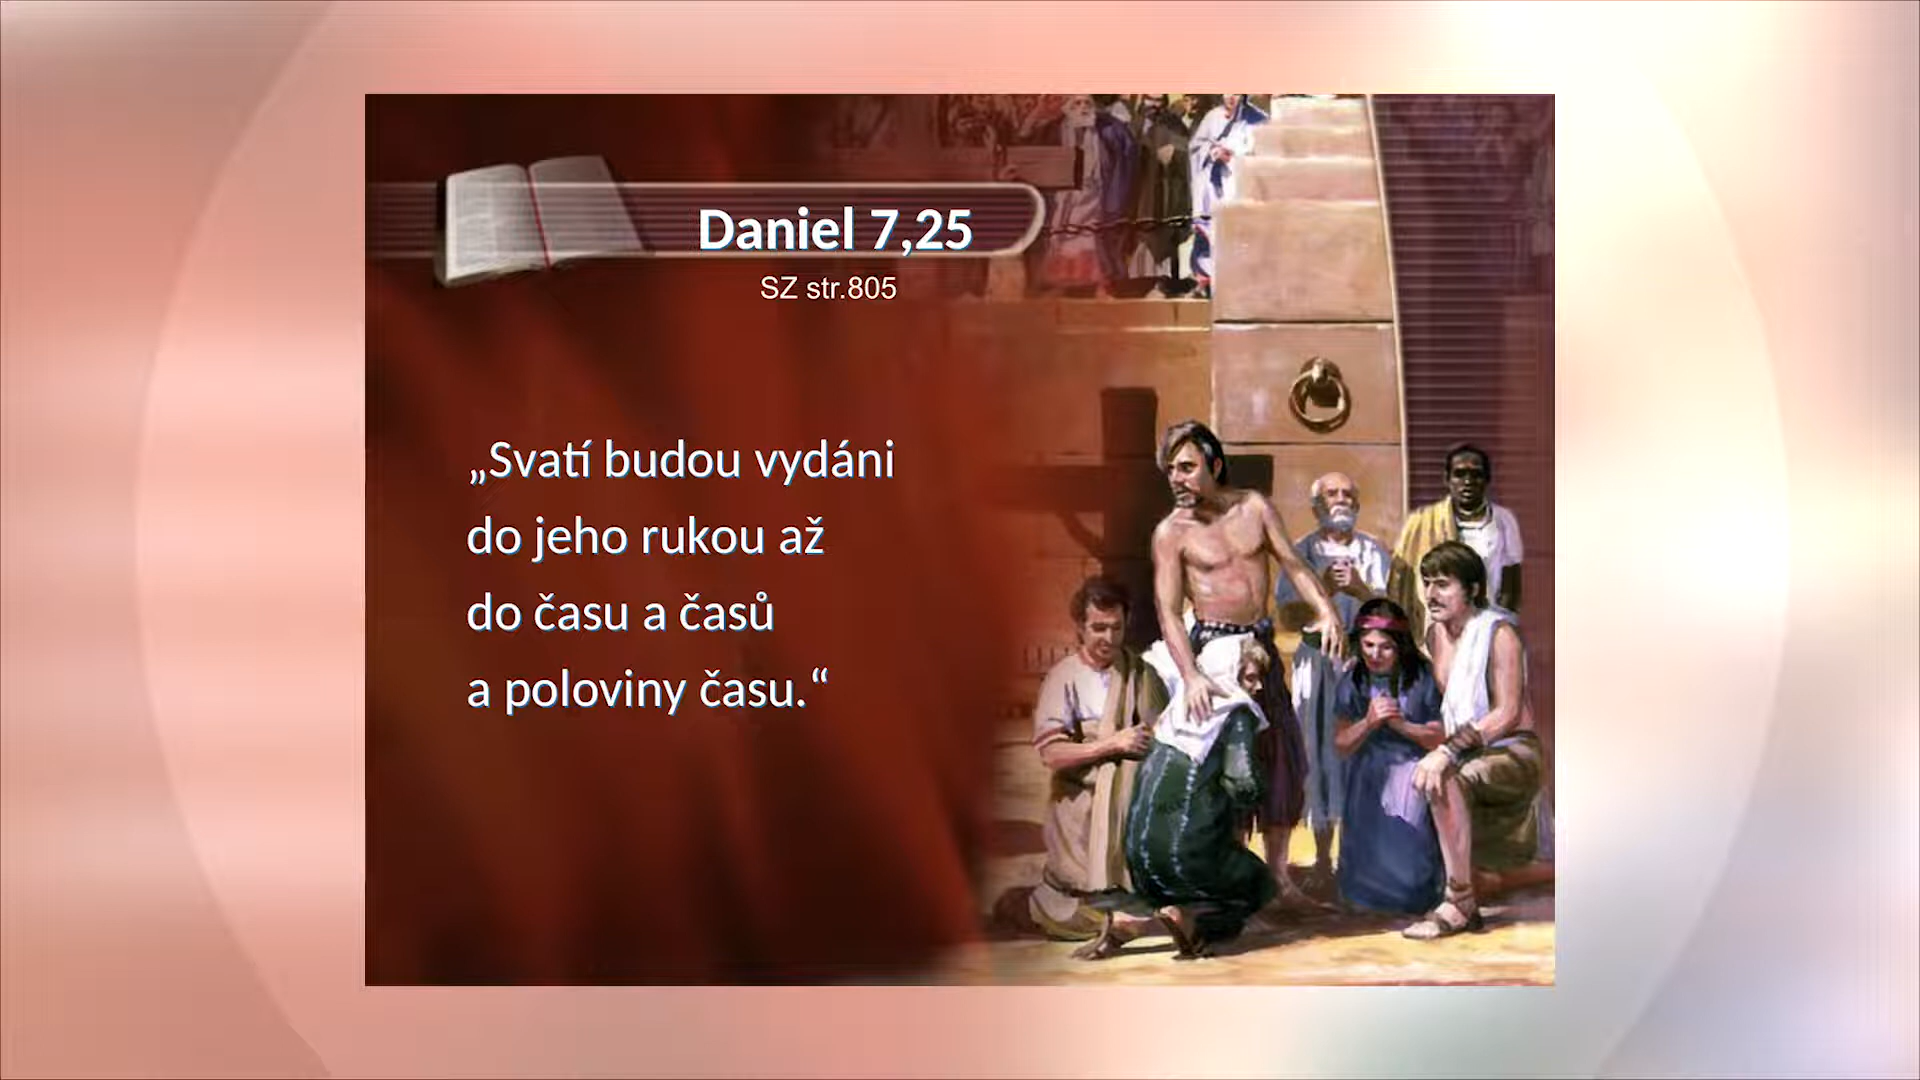 Daniel 7,25
SZ str.805
„Svatí budou vydáni
do jeho rukou až
do času a časů
a poloviny času.“